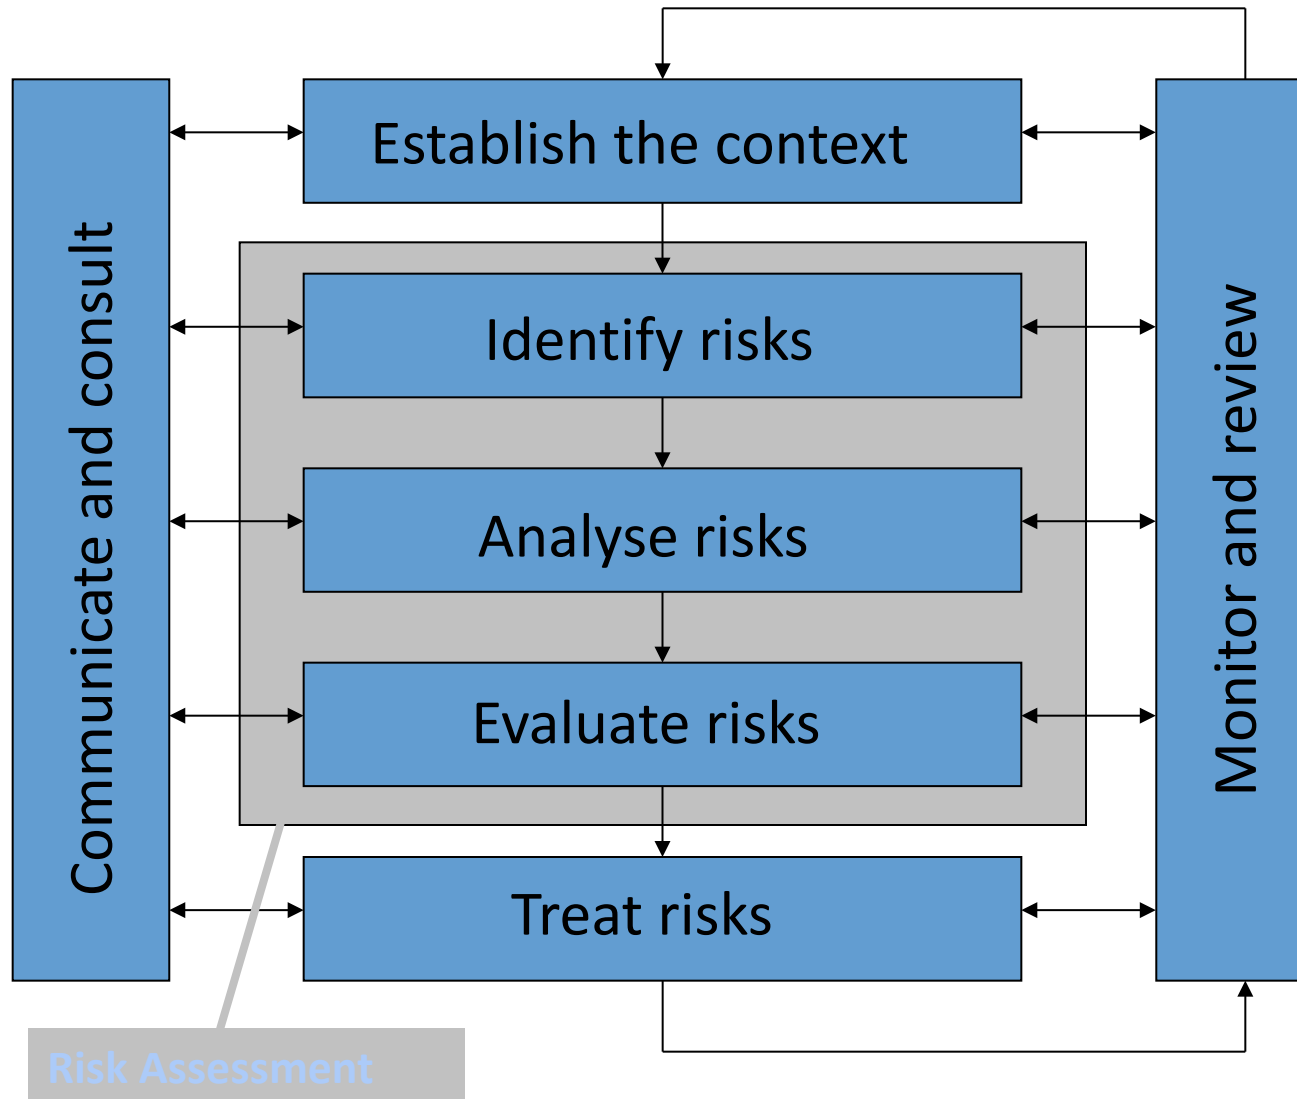 Establish the context
Communicate and consult
Identify risks
Analyse risks
Evaluate risks
Treat risks
Monitor and review
Risk Assessment